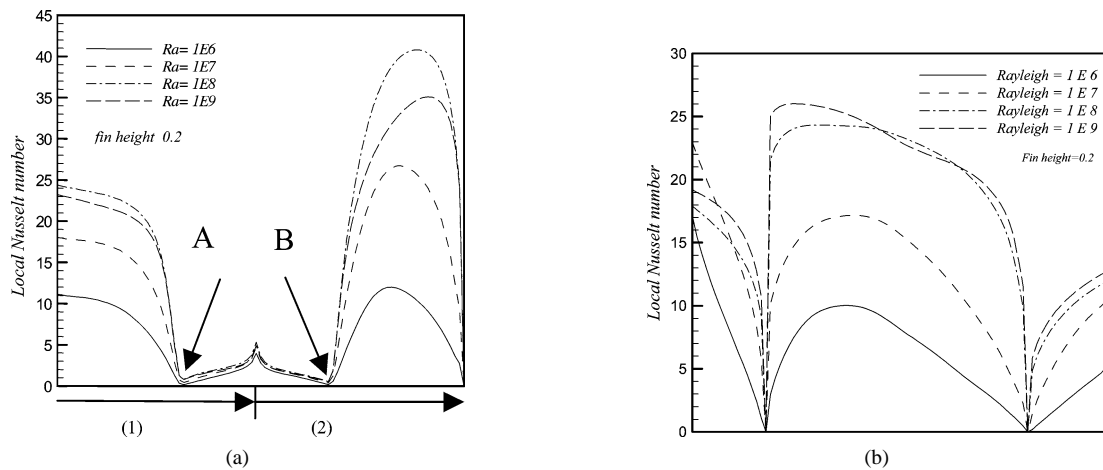 45
40
35
30
25
20
15
10
5
0
Local Nusselt number
Ra= 1E6
Ra= 1E7
Ra= 1E8
Ra= 1E9
fin height 0.2
A
B
(1)
(2)
(a)
30
25
20
15
10
5
0
Local Nusselt number
Rayleigh = 1 E 6
Rayleigh = 1 E 7
Rayleigh = 1 E 8
Rayleigh = 1 E 9
Fin height=0.2
(b)